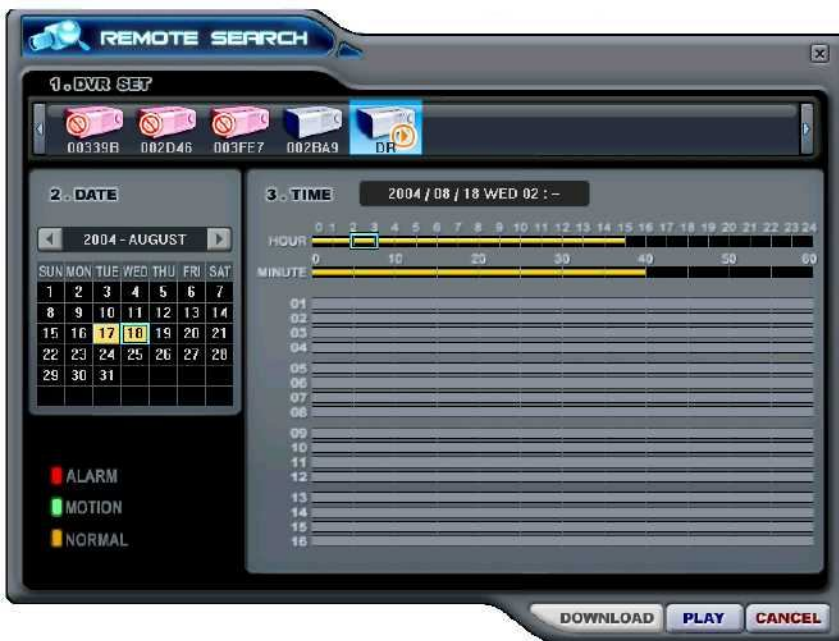 REMOTE SEARCH
1. DVR SET
00339B 002D46 003FE7 002BA9 DR
2. DATE
2004 - AUGUST
SUN MON TUE WED THU FRI SAT
1 2 3 4 5 6 7
8 9 10 11 12 13 14
15 16 17 18 19 20 21
22 23 24 25 26 27 28
29 30 31
ALARM
MOTION
NORMAL
3. TIME
2004 / 08 / 18 WED 02 : –
0 1 2 3 4 5 6 7 8 9 10 11 12 13 14 15 16 17 18 19 20 21 22 23 24
HOUR
0 10 20 30 40 50 60
MINUTE
01
02
03
04
05
06
07
08
09
10
11
12
13
14
15
16
DOWNLOAD PLAY CANCEL